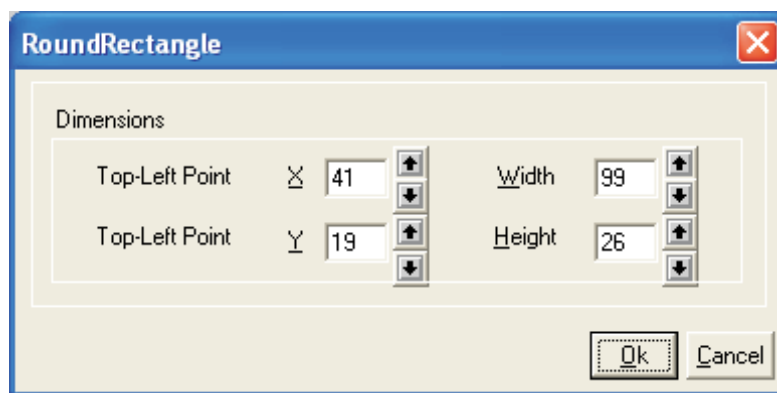 RoundRectangle
Dimensions
Top-Left Point X 41 Width 99
Top-Left Point Y 19 Height 26
Ok Cancel